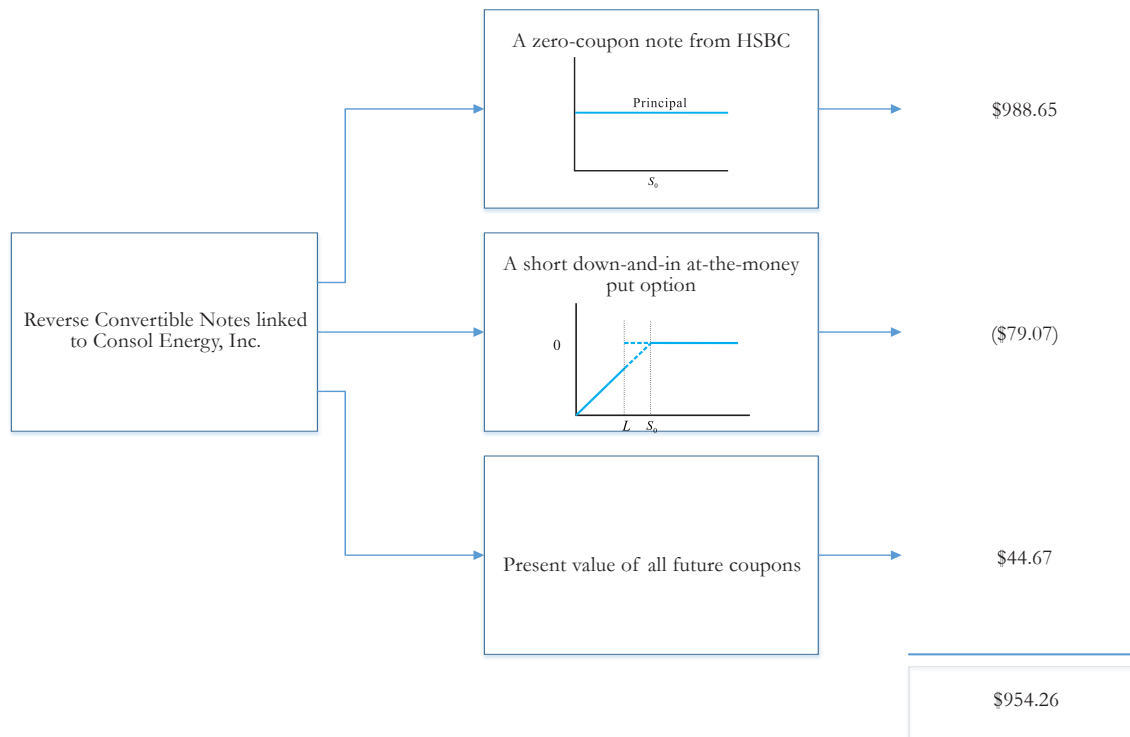 A zero-coupon note from HSBC
Principal
S₀
$988.65
Reverse Convertible Notes linked
to Consol Energy, Inc.
A short down-and-in at-the-money
put option
0
L S₀
($79.07)
Present value of all future coupons
$44.67
$954.26